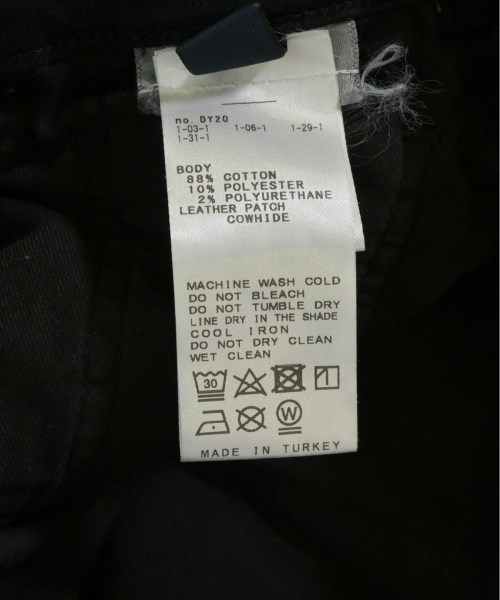 no. DY20
1-03-1 1-06-1 1-29-1
1-31-1
BODY
88% COTTON
10% POLYESTER
2% POLYURETHANE
LEATHER PATCH
COWHIDE
MACHINE WASH COLD
DO NOT BLEACH
DO NOT TUMBLE DRY
LINE DRY IN THE SHADE
COOL IRON
DO NOT DRY CLEAN
WET CLEAN
30
W
MADE IN TURKEY